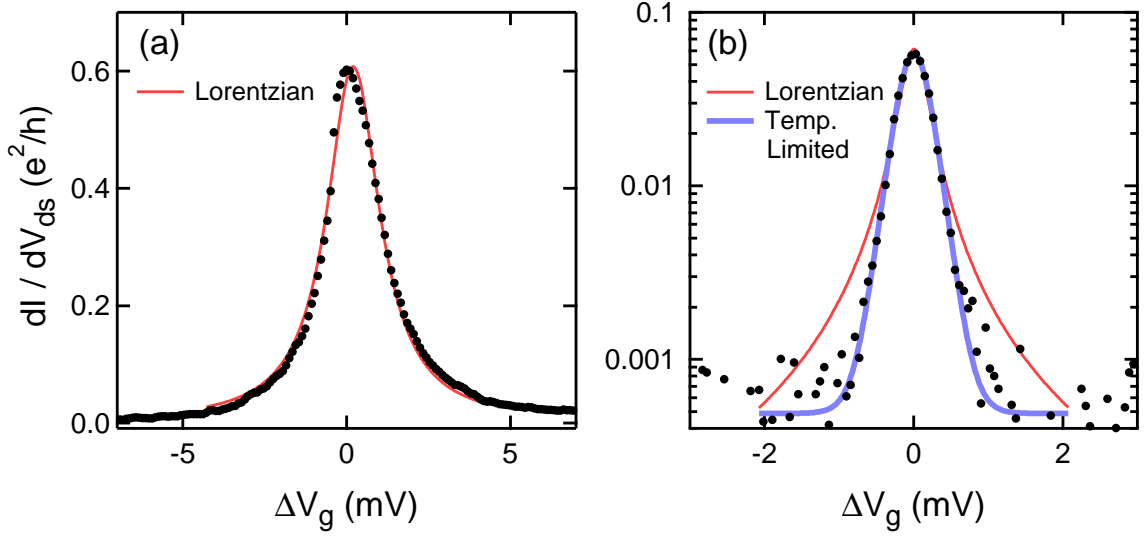 (a)
Lorentzian
dI / dV_ds (e^2/h)
0.6
0.4
0.2
0.0
-5
0
5
ΔV_g (mV)
(b)
Lorentzian
Temp.
Limited
0.1
0.01
0.001
-2
0
2
ΔV_g (mV)